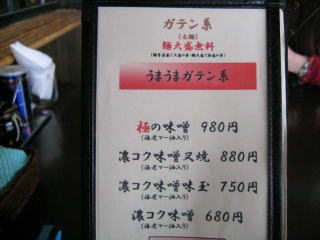 ガテン系
(太麺)
麺大盛無料
うまうまガテン系
極の味噌 980円
(海老マー油入り)
濃コク味噌叉焼 880円
(海老マー油入り)
濃コク味噌味玉 750円
(海老マー油入り)
濃コク味噌 680円
(海老マー油入り)